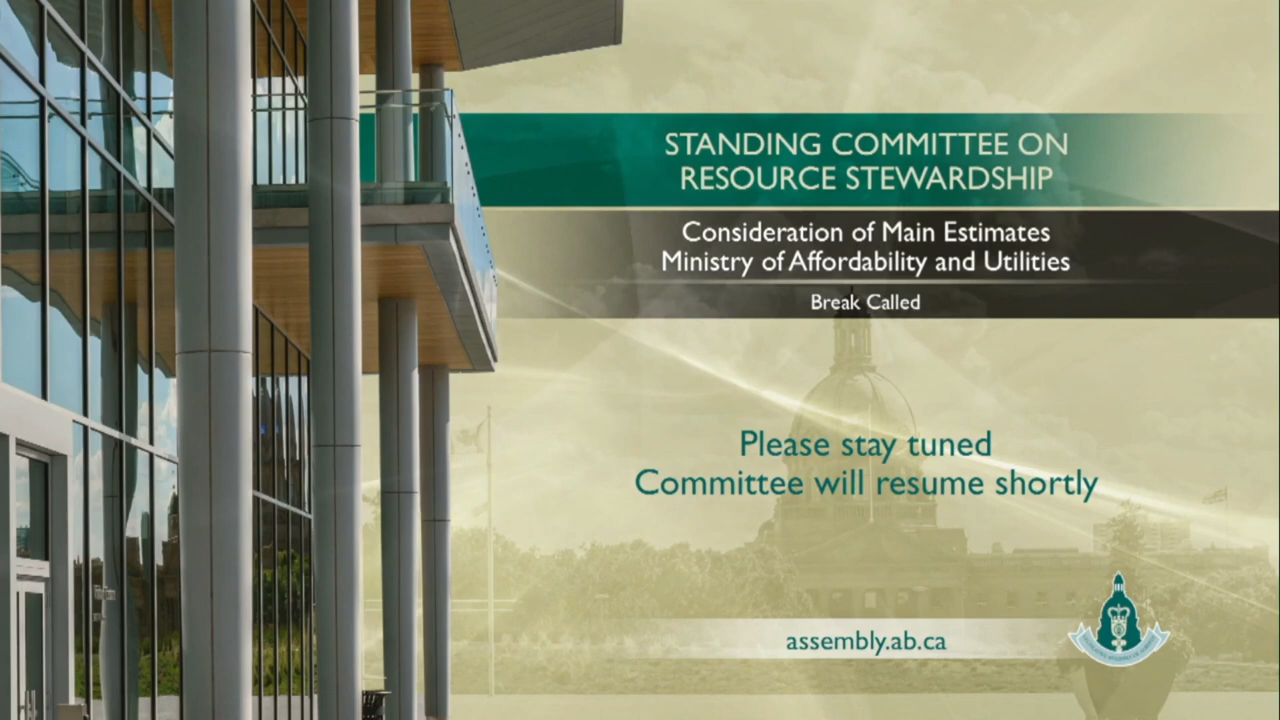 STANDING COMMITTEE ON
RESOURCE STEWARDSHIP
Consideration of Main Estimates
Ministry of Affordability and Utilities
Break Called
Please stay tuned
Committee will resume shortly
assembly.ab.ca